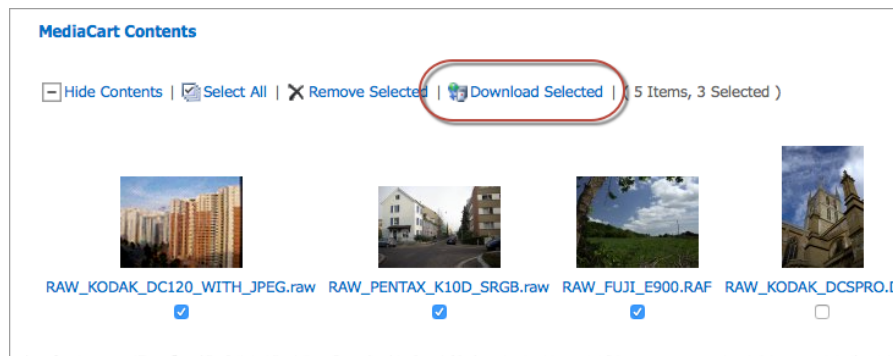 MediaCart Contents
Hide Contents | Select All | Remove Selected | Download Selected | ( 5 Items, 3 Selected )
RAW_KODAK_DC120_WITH_JPEG.raw RAW_PENTAX_K10D_SRGB.raw RAW_FUJI_E900.RAF RAW_KODAK_DCSPRO.D